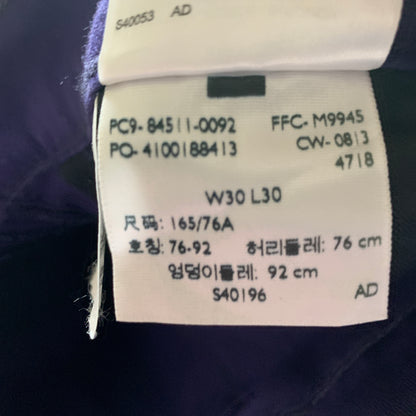 S40053 AD
PC9- 84511-0092 FFC- M9945
PO- 4100188413 CW- 0813
4718
W30 L30
尺码: 165/76A
호칭: 76-92 허리둘레: 76 cm
엉덩이둘레: 92 cm
S40196 AD